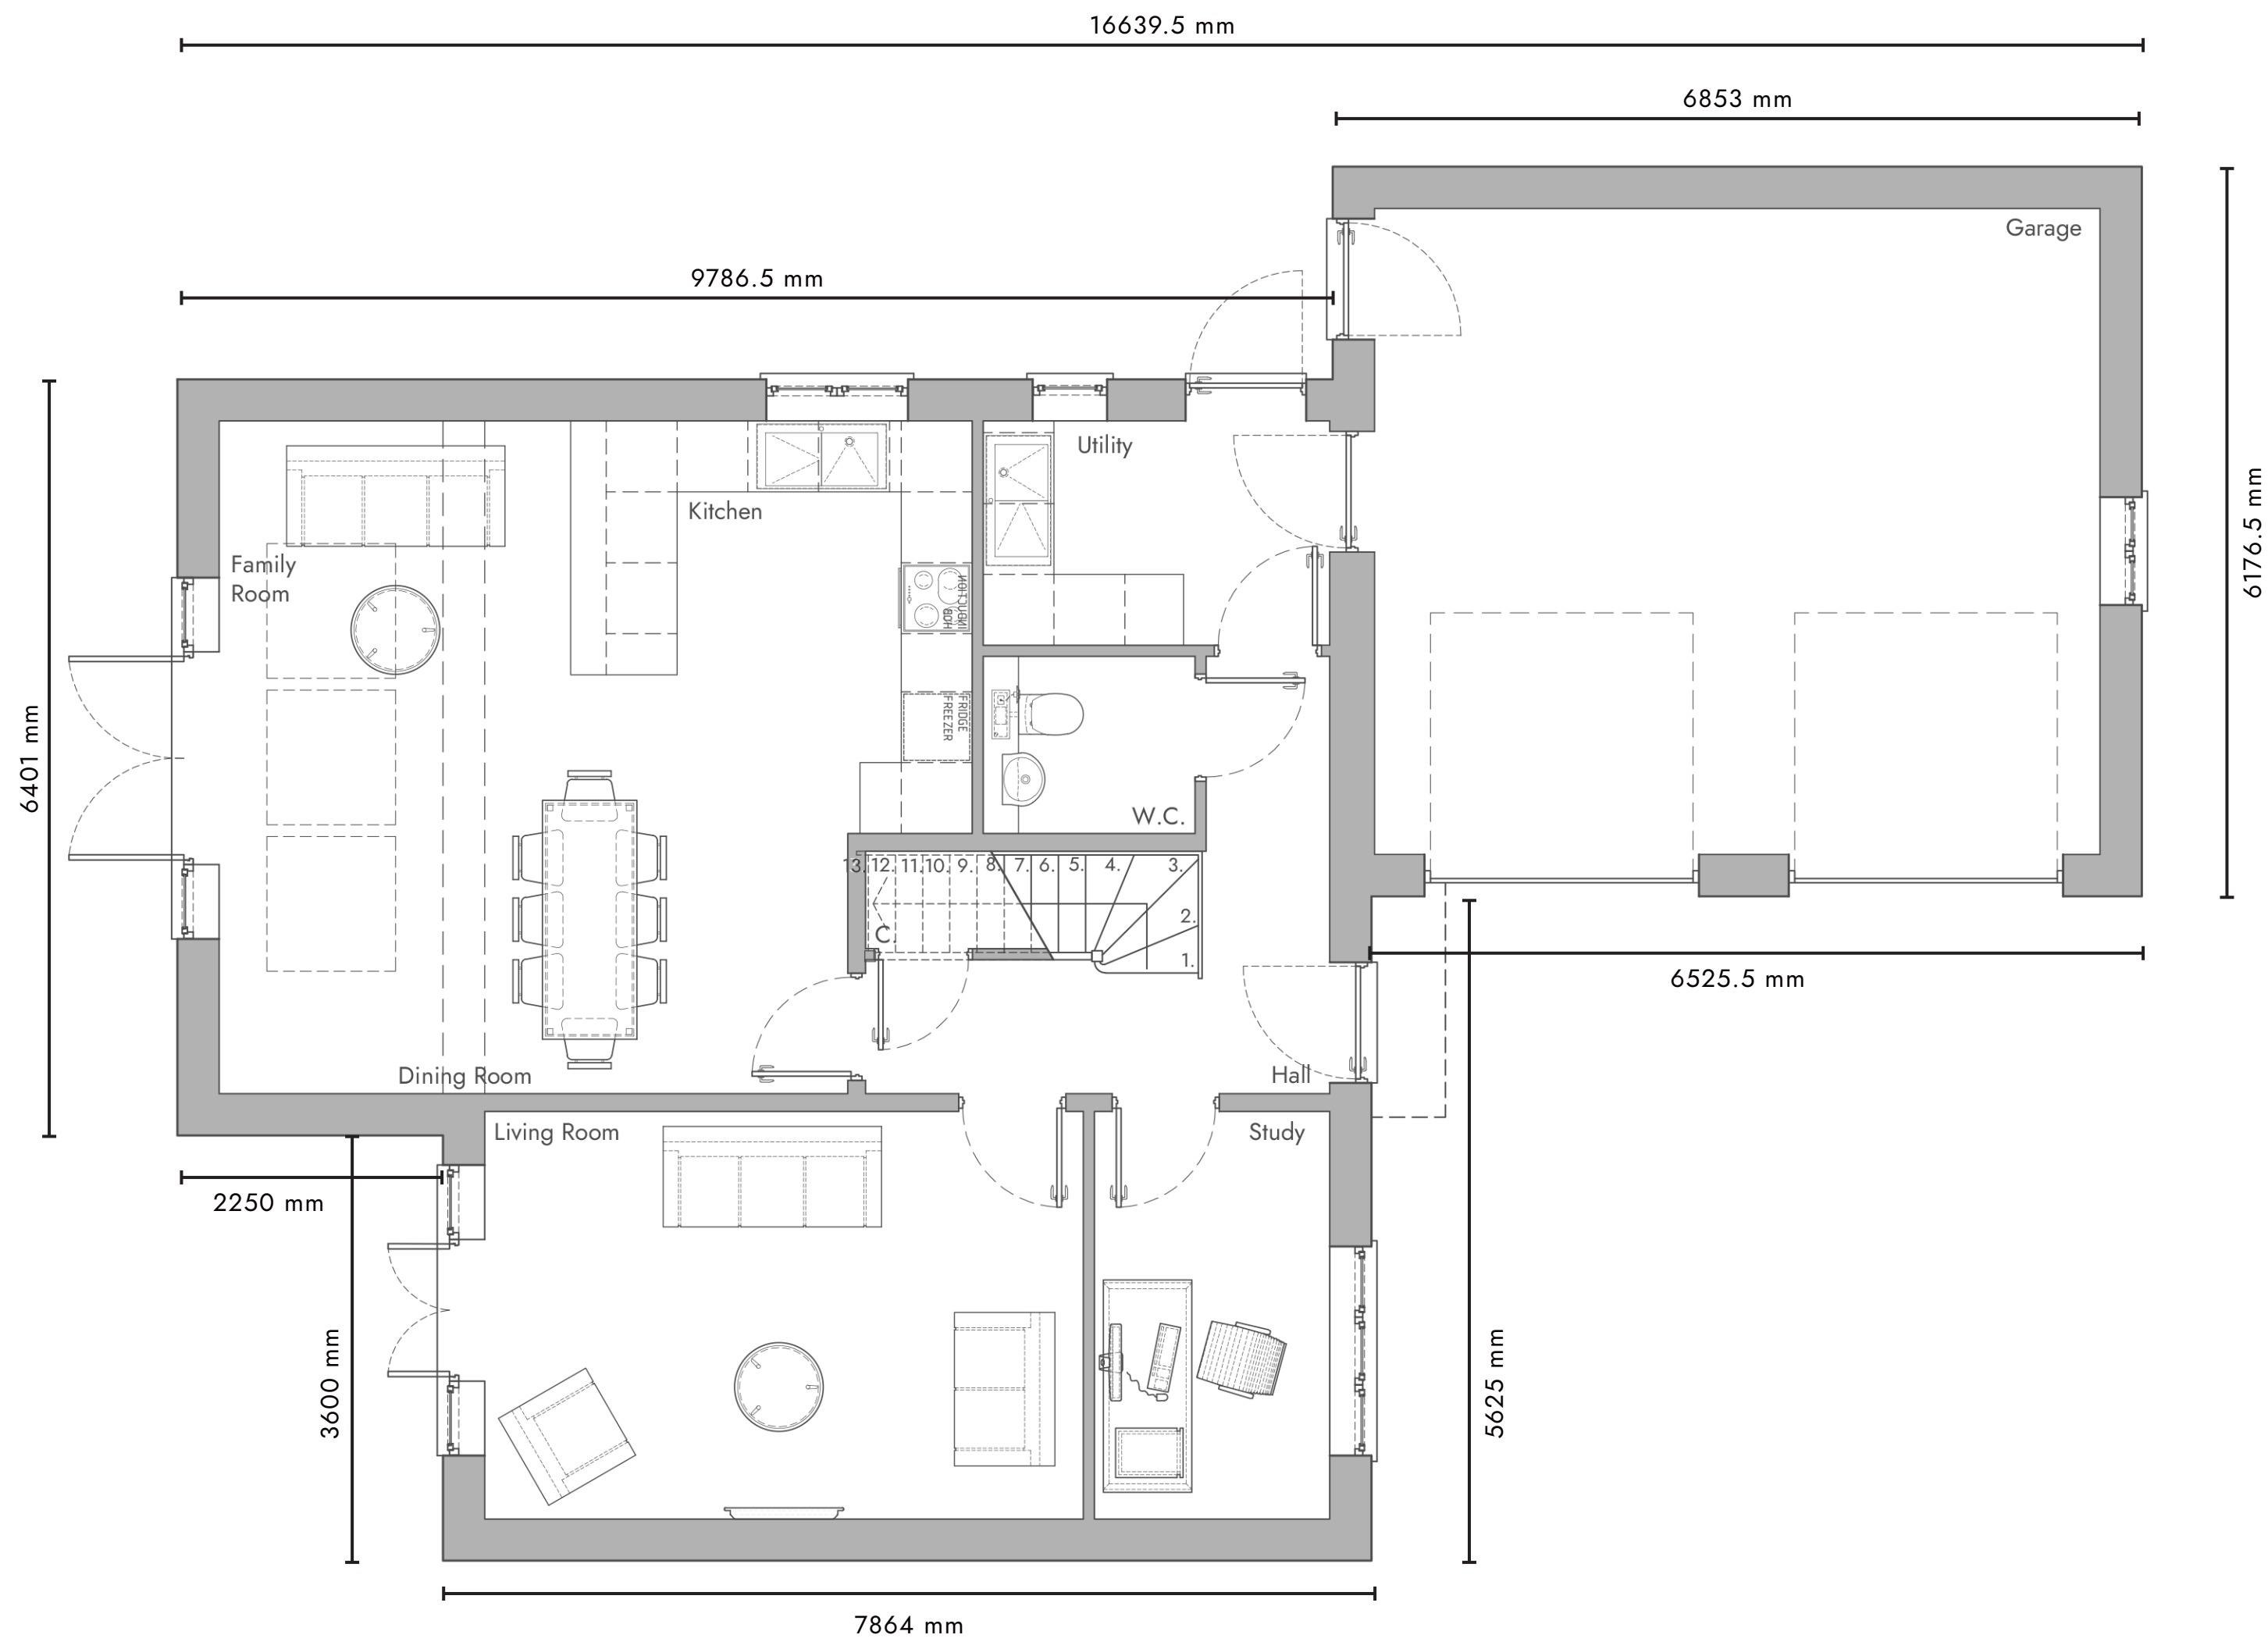 16639.5 mm
6853 mm
Garage
9786.5 mm
Utility
Kitchen
Family
Room
INDUCTION
HOB
6176.5 mm
FRIDGE
FREEZER
6401 mm
W.C.
13. 12. 11. 10. 9. 8. 7. 6. 5. 4. 3.
2.
C
1.
6525.5 mm
Dining Room
Hall
Living Room
Study
2250 mm
3600 mm
5625 mm
7864 mm